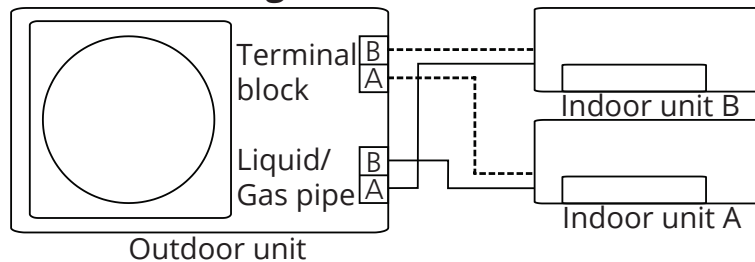 Terminal block
B
A
Liquid/
Gas pipe
B
A
Outdoor unit
Indoor unit B
Indoor unit A